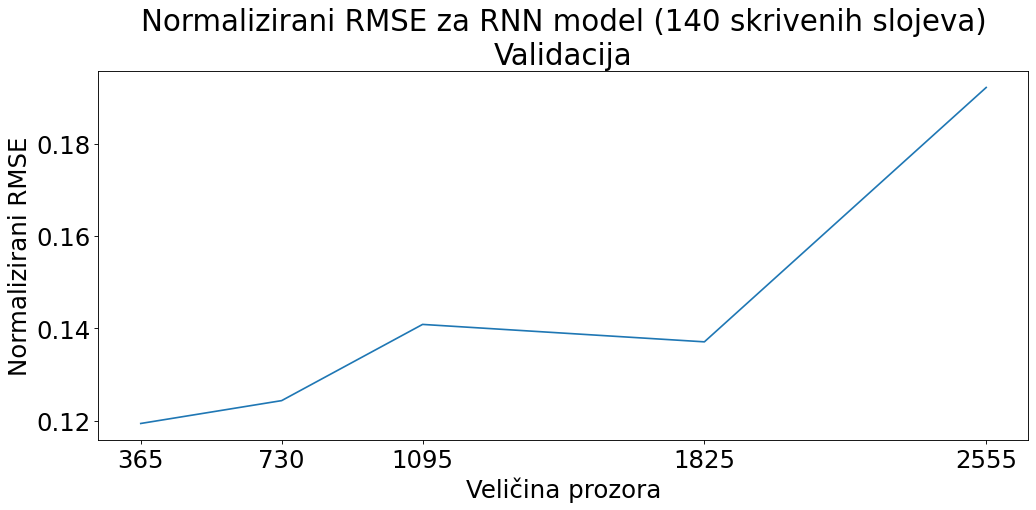 Normalizirani RMSE za RNN model (140 skrivenih slojeva)
Validacija
Normalizirani RMSE
0.18
0.16
0.14
0.12
365 730 1095 1825 2555
Veličina prozora